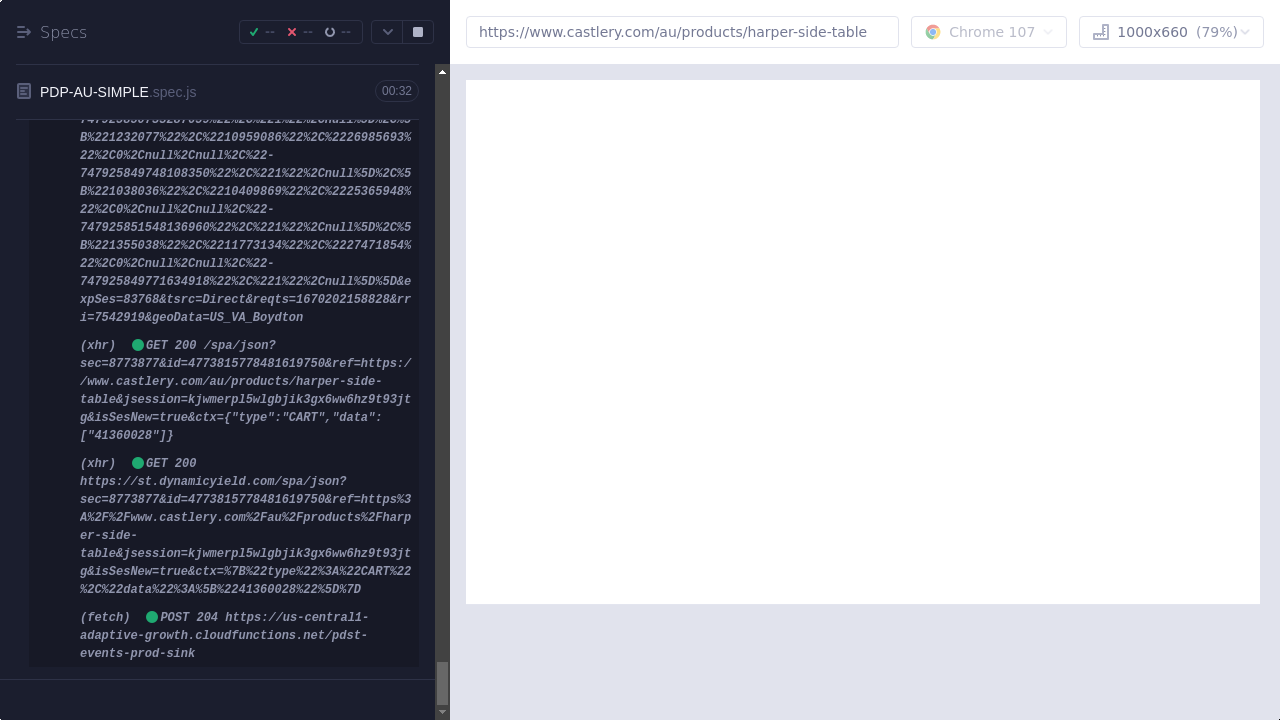 Specs
-- -- --
PDP-AU-SIMPLE.spec.js
00:32
B%221232077%22%2C%2210959086%22%2C%2226985693%
22%2C0%2Cnull%2Cnull%2C%22-
747925849748108350%22%2C%221%22%2Cnull%5D%2C%5
B%221038036%22%2C%2210409869%22%2C%2225365948%
22%2C0%2Cnull%2Cnull%2C%22-
747925851548136960%22%2C%221%22%2Cnull%5D%2C%5
B%221355038%22%2C%2211773134%22%2C%2227471854%
22%2C0%2Cnull%2Cnull%2C%22-
747925849771634918%22%2C%221%22%2Cnull%5D%5D&e
xpSes=83768&tsrc=Direct&reqts=1670202158828&rr
i=7542919&geoData=US_VA_Boydton
(xhr) GET 200 /spa/json?
sec=8773877&id=4773815778481619750&ref=https:/
/www.castlery.com/au/products/harper-side-
table&jsession=kjwmerpl5wlgbjik3gx6ww6hz9t93jt
g&isSesNew=true&ctx={"type":"CART","data":
["41360028"]}
(xhr) GET 200
https://st.dynamicyield.com/spa/json?
sec=8773877&id=4773815778481619750&ref=https%3
A%2F%2Fwww.castlery.com%2Fau%2Fproducts%2Fharp
er-side-
table&jsession=kjwmerpl5wlgbjik3gx6ww6hz9t93jt
g&isSesNew=true&ctx=%7B%22type%22%3A%22CART%22
%2C%22data%22%3A%5B%2241360028%22%5D%7D
(fetch) POST 204 https://us-central1-
adaptive-growth.cloudfunctions.net/pdst-
events-prod-sink
https://www.castlery.com/au/products/harper-side-table
Chrome 107
1000x660 (79%)